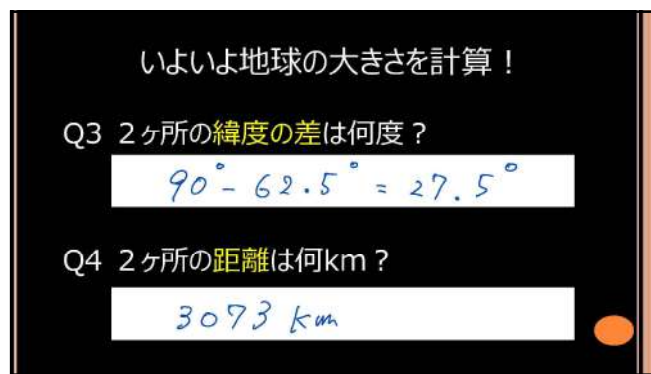 いよいよ地球の大きさを計算！
Q3 2ヶ所の緯度の差は何度？
90° - 62.5° = 27.5°
Q4 2ヶ所の距離は何km？
3073 km